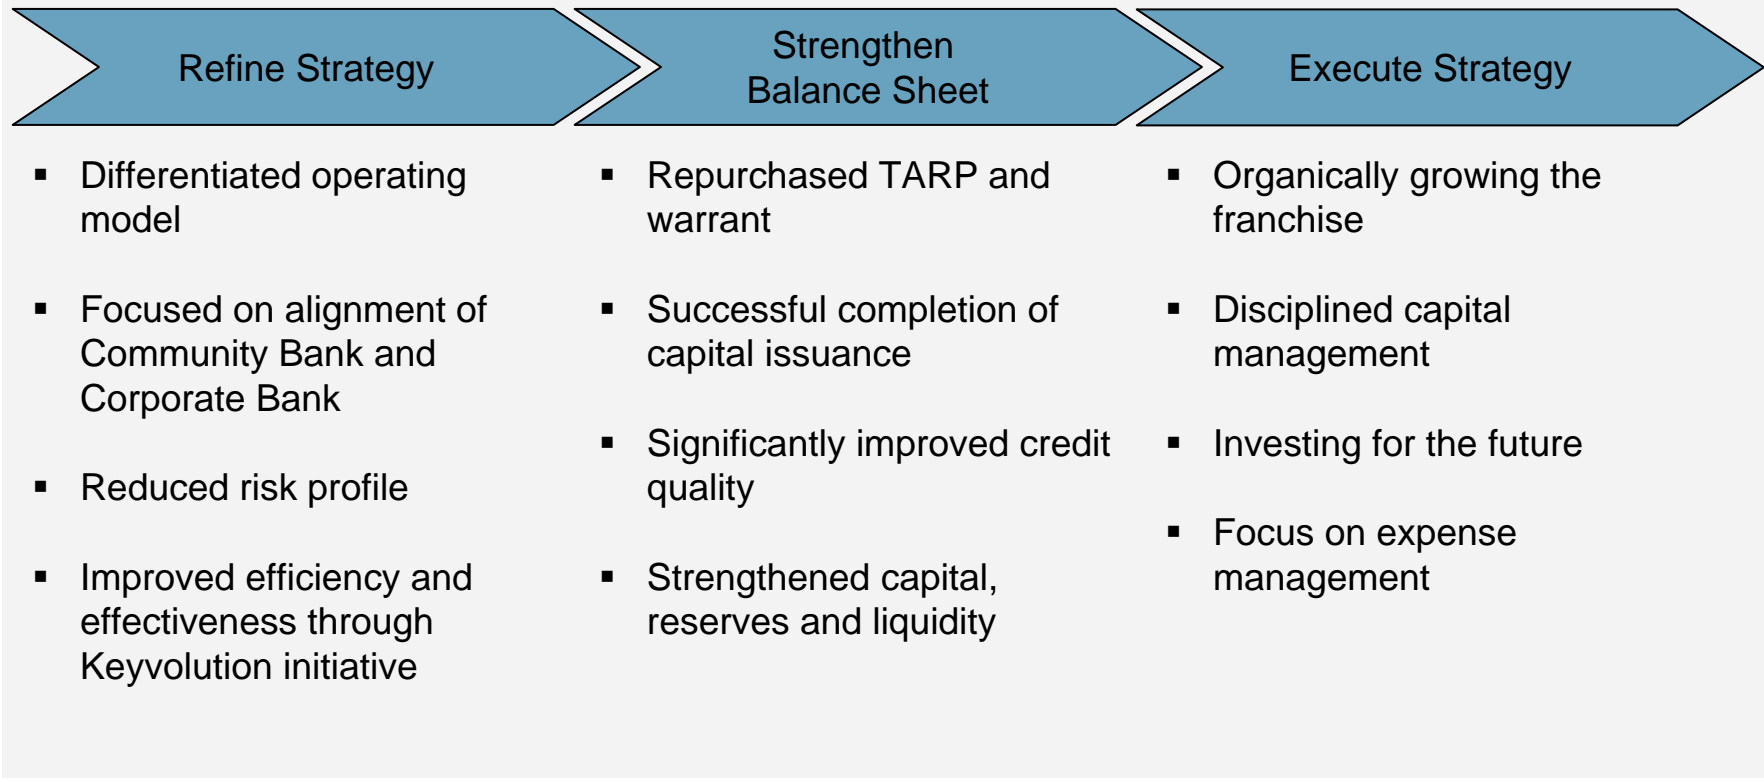 Refine Strategy
Strengthen
Balance Sheet
Execute Strategy
▪ Differentiated operating
model
▪ Focused on alignment of
Community Bank and
Corporate Bank
▪ Reduced risk profile
▪ Improved efficiency and
effectiveness through
Keyvolution initiative
▪ Repurchased TARP and
warrant
▪ Successful completion of
capital issuance
▪ Significantly improved credit
quality
▪ Strengthened capital,
reserves and liquidity
▪ Organically growing the
franchise
▪ Disciplined capital
management
▪ Investing for the future
▪ Focus on expense
management